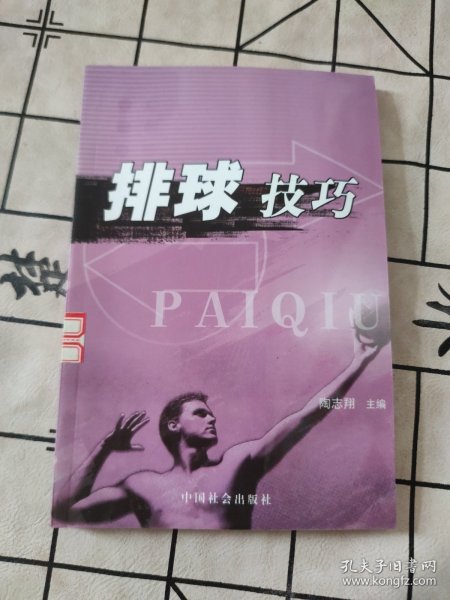 排球 技巧
PAIQIU
陶志翔 主编
中国社会出版社
孔夫子旧书网
www.kongfz.com